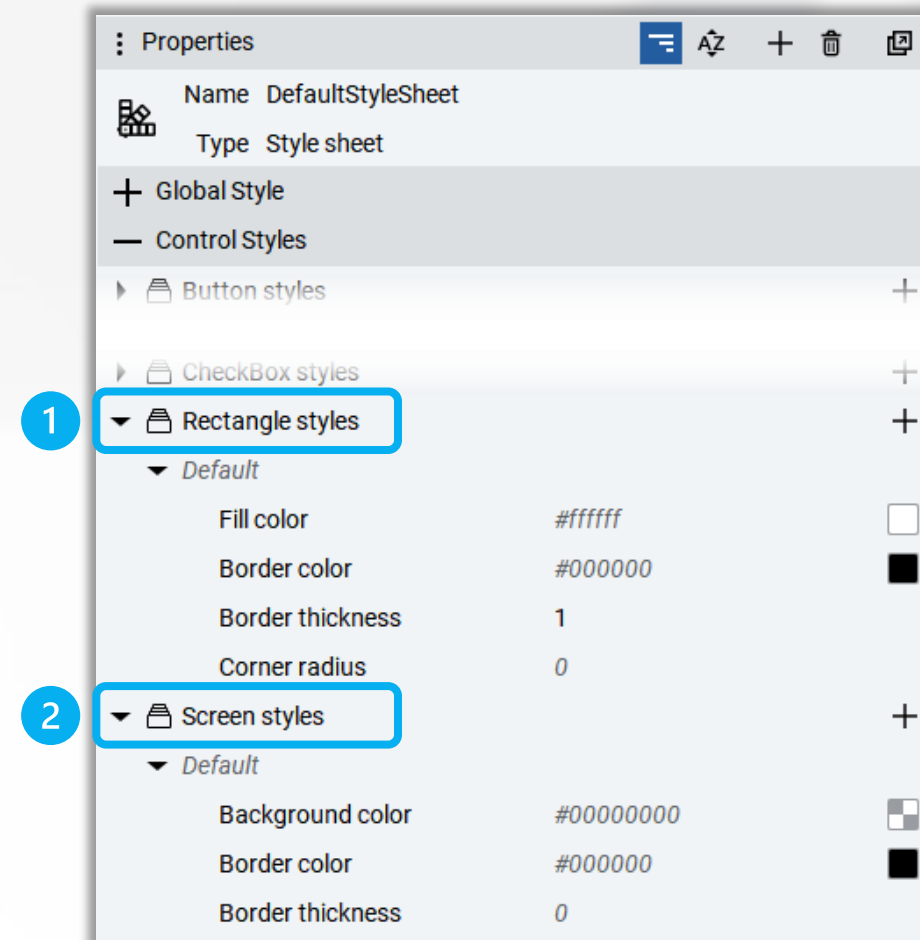 Properties
Name DefaultStyleSheet
Type Style sheet
Global Style
Control Styles
Button styles
CheckBox styles
1 Rectangle styles
Default
Fill color #ffffff
Border color #000000
Border thickness 1
Corner radius 0
2 Screen styles
Default
Background color #00000000
Border color #000000
Border thickness 0